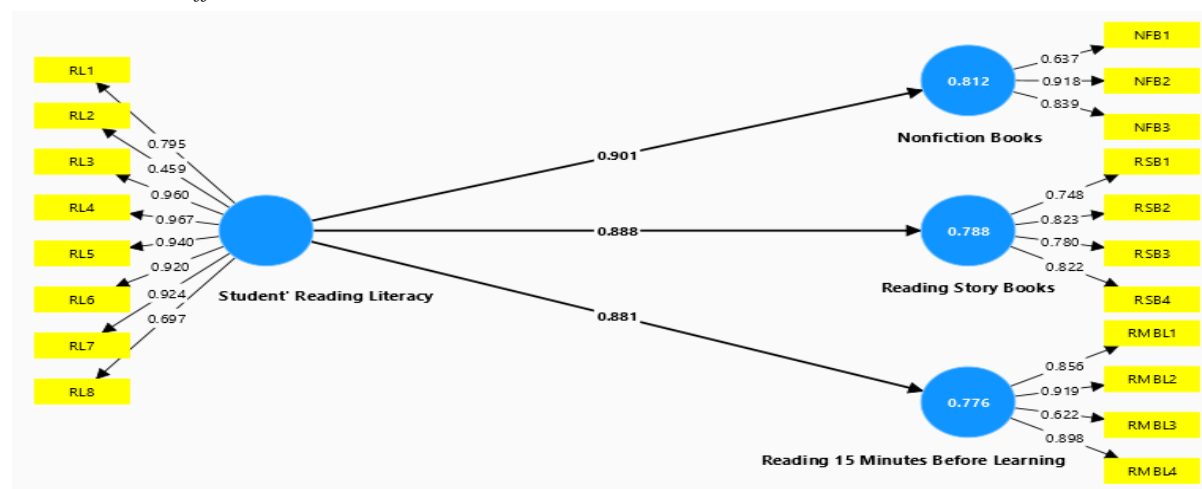 RL1
RL2
RL3
RL4
RL5
RL6
RL7
RL8
0.795
0.459
0.960
0.967
0.940
0.920
0.924
0.697
Student' Reading Literacy
0.901
0.888
0.881
0.812
Nonfiction Books
0.637
0.918
0.839
NFB1
NFB2
NFB3
0.788
Reading Story Books
0.748
0.823
0.780
0.822
RSB1
RSB2
RSB3
RSB4
0.776
Reading 15 Minutes Before Learning
0.856
0.919
0.622
0.898
RMBL1
RMBL2
RMBL3
RMBL4